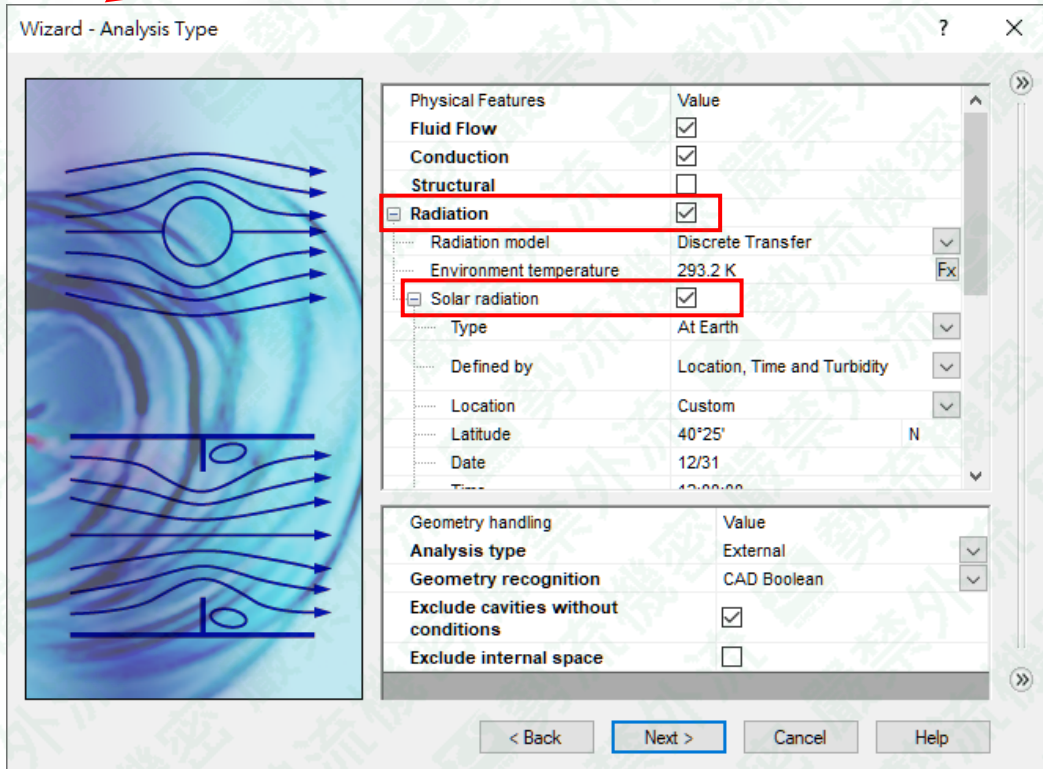 Wizard - Analysis Type ?
Physical Features Value
Fluid Flow
Conduction
Structural
Radiation
Radiation model Discrete Transfer
Environment temperature 293.2 K Fx
Solar radiation
Type At Earth
Defined by Location, Time and Turbidity
Location Custom
Latitude 40°25' N
Date 12/31
Geometry handling Value
Analysis type External
Geometry recognition CAD Boolean
Exclude cavities without
conditions
Exclude internal space
< Back Next > Cancel Help